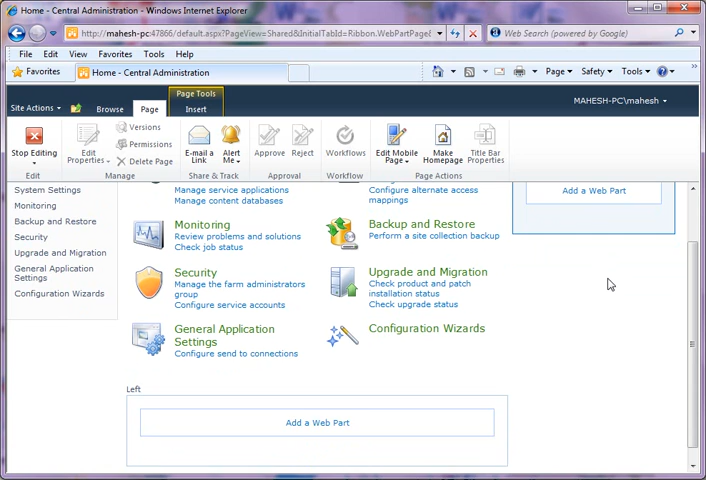 Home - Central Administration - Windows Internet Explorer
http://mahesh-pc:47866/default.aspx?PageView=Shared&InitialTabId=Ribbon.WebPartPage&
Web Search (powered by Google)
File Edit View Favorites Tools Help
Favorites Home - Central Administration Page Safety Tools
Page Tools
Site Actions Browse Page Insert MAHESH-PC\mahesh
Stop Editing
Edit
Edit Properties
Versions
Permissions
Delete Page
Manage
E-mail a Link
Alert Me
Share & Track
Approve
Reject
Approval
Workflows
Workflow
Edit Mobile Page
Make Homepage
Title Bar Properties
Page Actions
System Settings
Monitoring
Backup and Restore
Security
Upgrade and Migration
General Application
Settings
Configuration Wizards
Manage service applications
Manage content databases
Configure alternate access
mappings
Add a Web Part
Monitoring
Review problems and solutions
Check job status
Backup and Restore
Perform a site collection backup
Security
Manage the farm administrators
group
Configure service accounts
Upgrade and Migration
Check product and patch
installation status
Check upgrade status
General Application
Settings
Configure send to connections
Configuration Wizards
Left
Add a Web Part